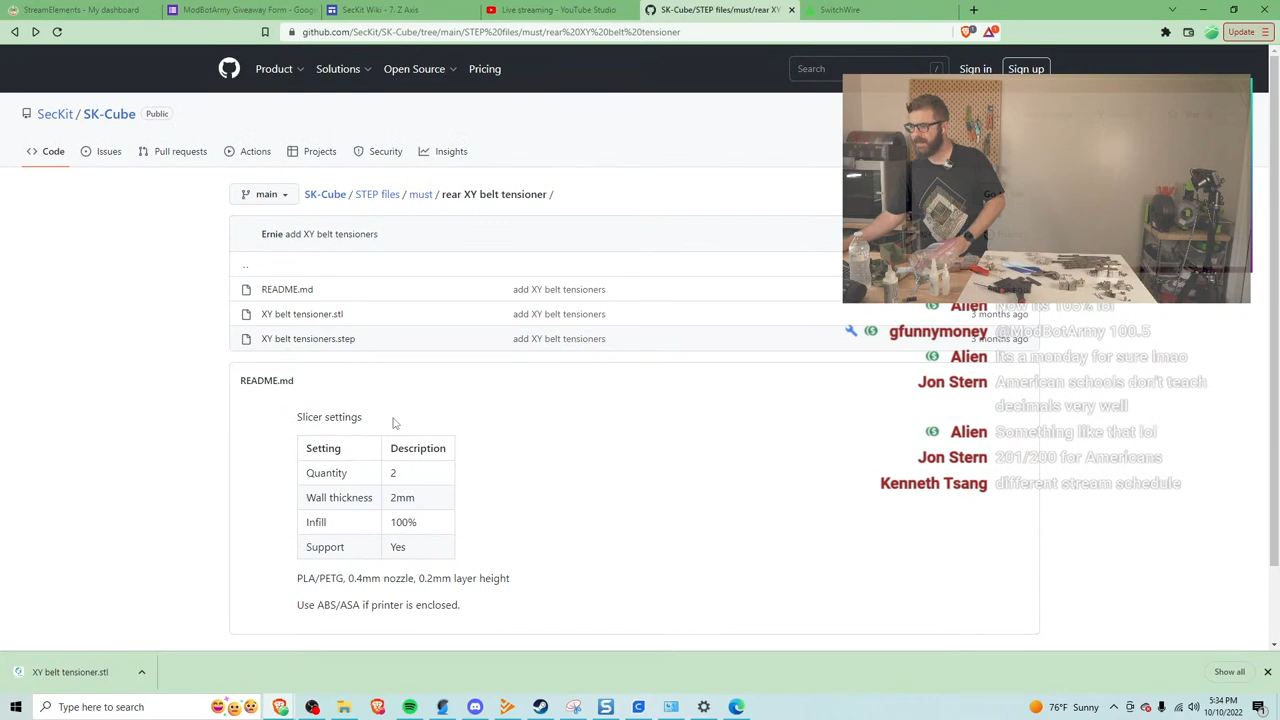 StreamElements - My dashboard
ModBotArmy Giveaway Form - Goog
SecKit Wiki - 7. Z Axis
Live streaming - YouTube Studio
SK-Cube/STEP files/must/rear XY
SwitchWire
github.com/SecKit/SK-Cube/tree/main/STEP%20files/must/rear%20XY%20belt%20tensioner
Update
Product
Solutions
Open Source
Pricing
Search
/
Sign in
Sign up
SecKit / SK-Cube
Public
Code
Issues
Pull requests
Actions
Projects
Security
Insights
main
SK-Cube / STEP files / must / rear XY belt tensioner /
Ernie add XY belt tensioners
..
README.md
add XY belt tensioners
XY belt tensioner.stl
add XY belt tensioners
3 months ago
XY belt tensioners.step
add XY belt tensioners
3 months ago
Alien Now its 105% lol
gfunnymoney @ModBotArmy 100.5
Alien Its a monday for sure lmao
Jon Stern American schools don't teach
decimals very well
Alien Something like that lol
Jon Stern 201/200 for Americans
Kenneth Tsang different stream schedule
README.md
Slicer settings
Setting Description
Quantity 2
Wall thickness 2mm
Infill 100%
Support Yes
PLA/PETG, 0.4mm nozzle, 0.2mm layer height
Use ABS/ASA if printer is enclosed.
XY belt tensioner.stl
Show all
Type here to search
76°F Sunny
5:34 PM
10/10/2022